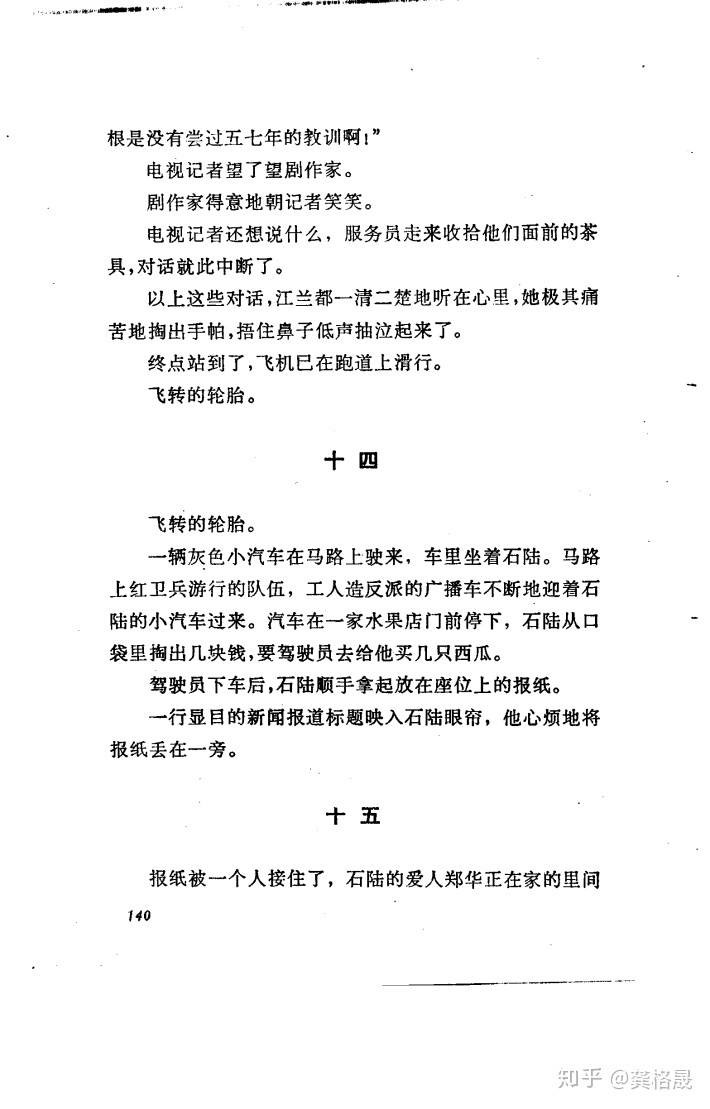 根是没有尝过五七年的教训啊！”
电视记者望了望剧作家。
剧作家得意地朝记者笑笑。
电视记者还想说什么，服务员走来收拾他们面前的茶
具，对话就此中断了。
以上这些对话，江兰都一清二楚地听在心里，她极其痛
苦地掏出手帕，捂住鼻子低声抽泣起来了。
终点站到了，飞机已在跑道上滑行。
飞转的轮胎。
十四
飞转的轮胎。
一辆灰色小汽车在马路上驶来，车里坐着石陆。马路
上红卫兵游行的队伍，工人造反派的广播车不断地迎着石
陆的小汽车过来。汽车在一家水果店门前停下，石陆从口
袋里掏出几块钱，要驾驶员去给他买几只西瓜。
驾驶员下车后，石陆顺手拿起放在座位上的报纸。
一行显目的新闻报道标题映入石陆眼帘，他心烦地将
报纸丢在一旁。
十五
报纸被一个人接住了，石陆的爱人郑华正在家的里间
140
知乎 @龚格晟